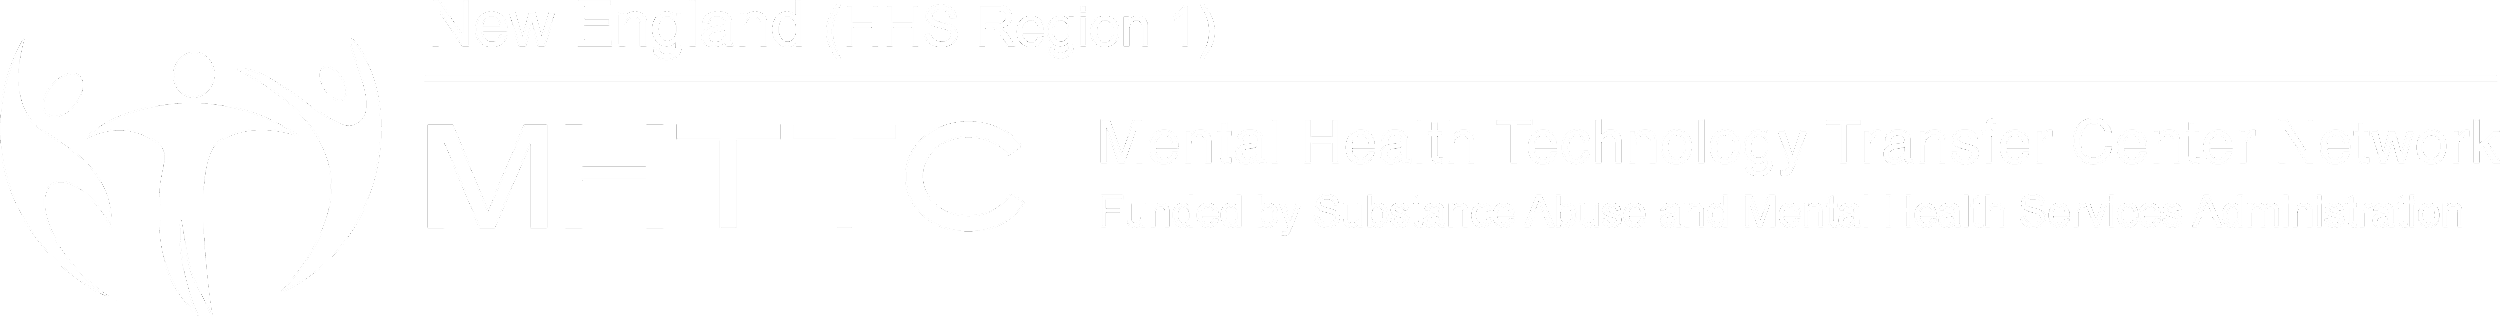 New England (HHS Region 1)
MHTTC
Mental Health Technology Transfer Center Network
Funded by Substance Abuse and Mental Health Services Administration